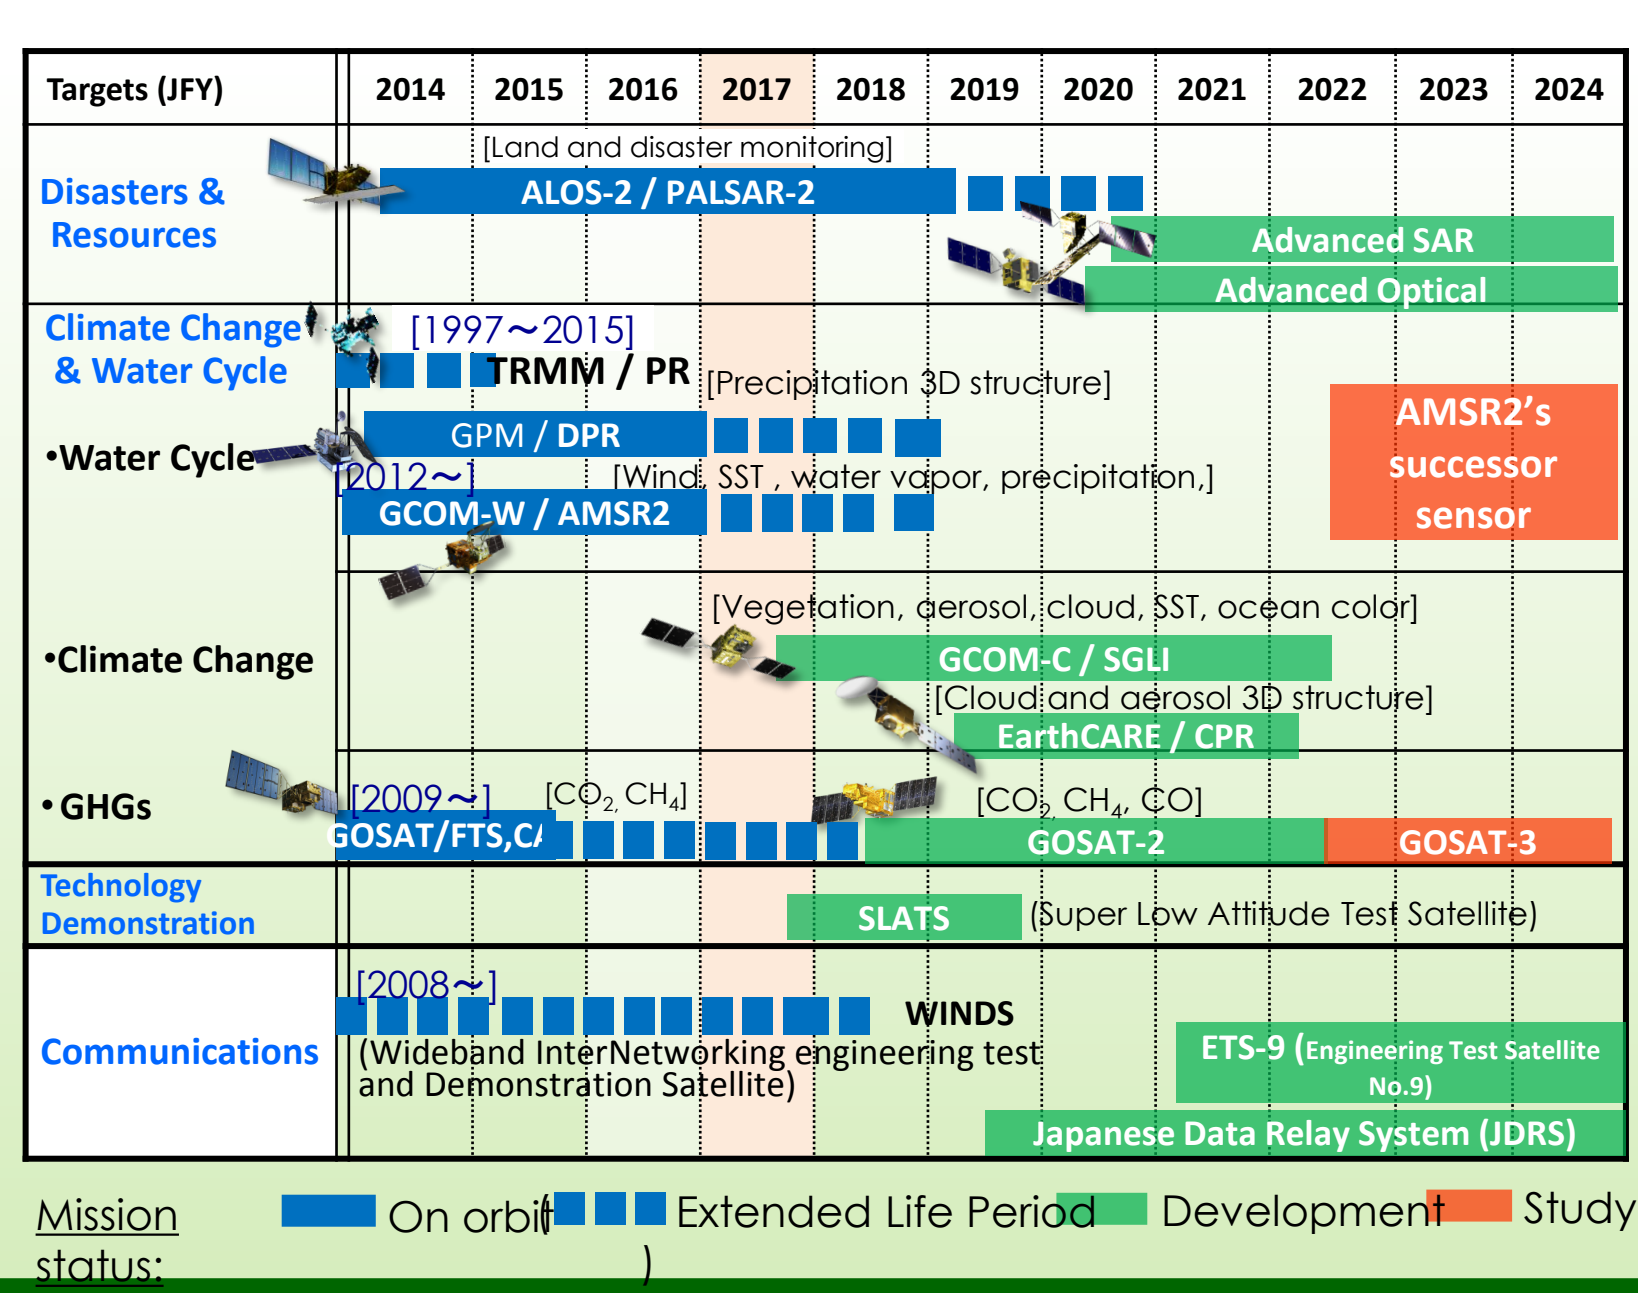 Targets (JFY) 2014 2015 2016 2017 2018 2019 2020 2021 2022 2023 2024
[Land and disaster monitoring]
Disasters &
Resources
ALOS-2 / PALSAR-2
Advanced SAR
Advanced Optical
Climate Change
& Water Cycle
[1997～2015]
TRMM / PR
[Precipitation 3D structure]
•Water Cycle
GPM / DPR
[2012～]
[Wind, SST , water vapor, precipitation,]
GCOM-W / AMSR2
AMSR2’s
successor
sensor
•Climate Change
[Vegetation, aerosol, cloud, SST, ocean color]
GCOM-C / SGLI
[Cloud and aerosol 3D structure]
EarthCARE / CPR
• GHGs
[2009～]
[CO2, CH4]
[CO2, CH4, CO]
GOSAT/FTS,CA
GOSAT-2
GOSAT-3
Technology
Demonstration
SLATS
(Super Low Attitude Test Satellite)
Communications
[2008～]
WINDS
(Wideband InterNetworking engineering test
and Demonstration Satellite)
ETS-9 (Engineering Test Satellite
No.9)
Japanese Data Relay System (JDRS)
Mission
status:
On orbit
( Extended Life Period
)
Development
Study